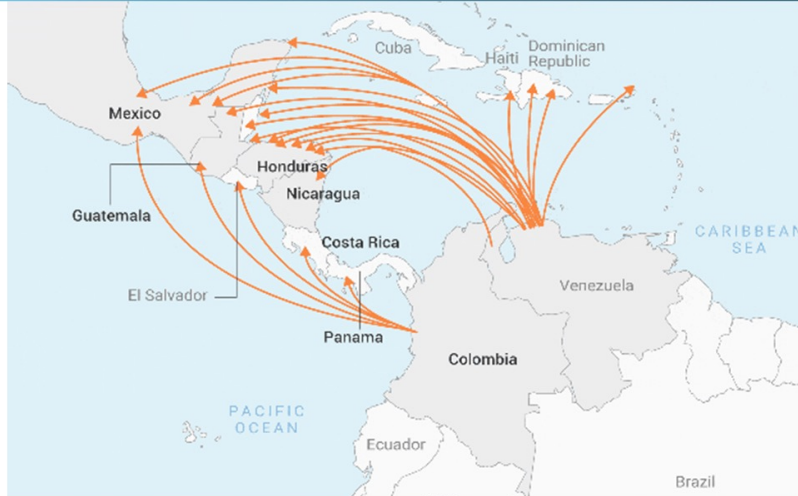 Cuba
Haiti
Dominican
Republic
Mexico
Honduras
Nicaragua
Guatemala
CARIBBEAN
SEA
Costa Rica
Venezuela
El Salvador
Panama
Colombia
PACIFIC
OCEAN
Ecuador
Brazil